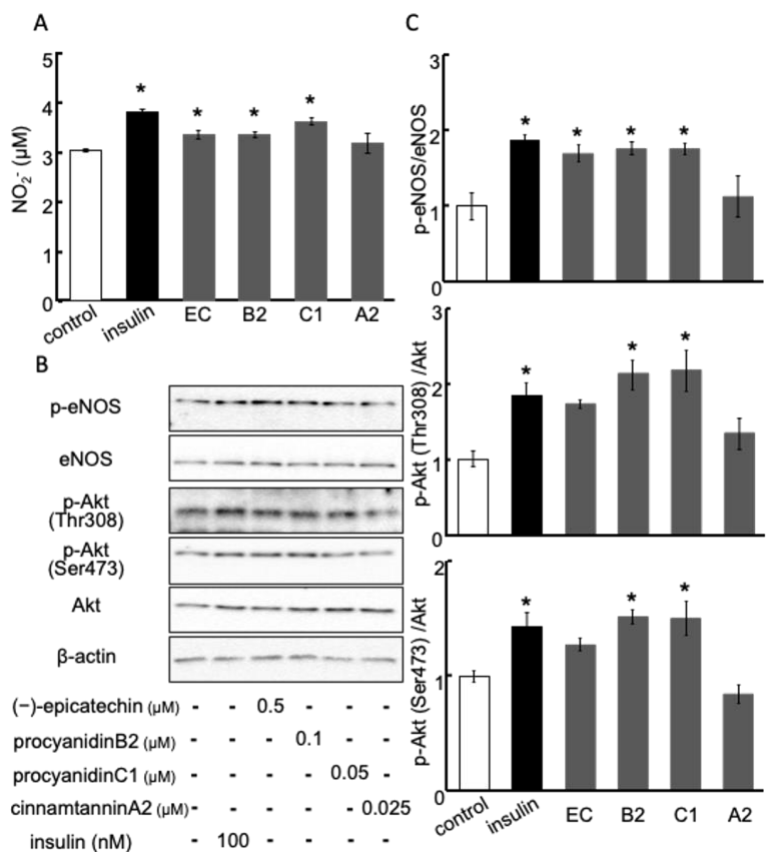 A
5
4
3
2
1
0
NO₂⁻ (μM)
*
*
*
*
control
insulin
EC
B2
C1
A2
B
p-eNOS
eNOS
p-Akt
(Thr308)
p-Akt
(Ser473)
Akt
β-actin
(−)-epicatechin (μM) - - 0.5 - - -
procyanidinB2 (μM) - - - 0.1 - -
procyanidinC1 (μM) - - - - 0.05 -
cinnamtanninA2 (μM) - - - - - 0.025
insulin (nM) - 100 - - - -
C
3
2
1
0
p-eNOS/eNOS
*
*
*
*
3
2
1
0
p-Akt (Thr308) /Akt
*
*
*
2
1
0
p-Akt (Ser473) /Akt
*
*
*
control
insulin
EC
B2
C1
A2